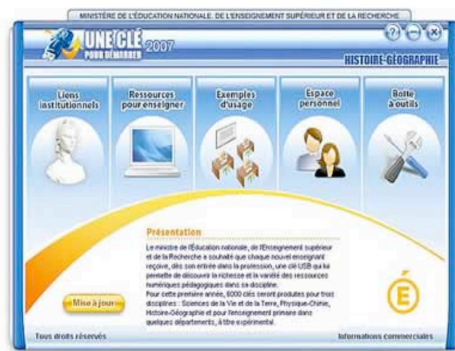 MINISTÈRE DE L'ÉDUCATION NATIONALE, DE L'ENSEIGNEMENT SUPÉRIEUR ET DE LA RECHERCHE
UNE CLÉ 2007
POUR DÉMARRER
HISTOIRE-GÉOGRAPHIE
Liens
institutionnels
Ressources
pour enseigner
Exemples
d'usage
Espace
personnel
Boîte
à outils
Présentation
Le ministre de l'Éducation nationale, de l'Enseignement supérieur
et de la Recherche a souhaité que chaque nouvel enseignant
reçoive, dès son entrée dans la profession, une clé USB qui lui
permette de découvrir la richesse et la variété des ressources
numériques pédagogiques dans sa discipline.
Pour cette première année, 6000 clés seront produites pour trois
disciplines : Sciences de la Vie et de la Terre, Physique-Chimie,
Histoire-Géographie et pour l'enseignement primaire dans
quelques départements, à titre expérimental.
Mise à jour
É
Tous droits réservés
Informations commerciales